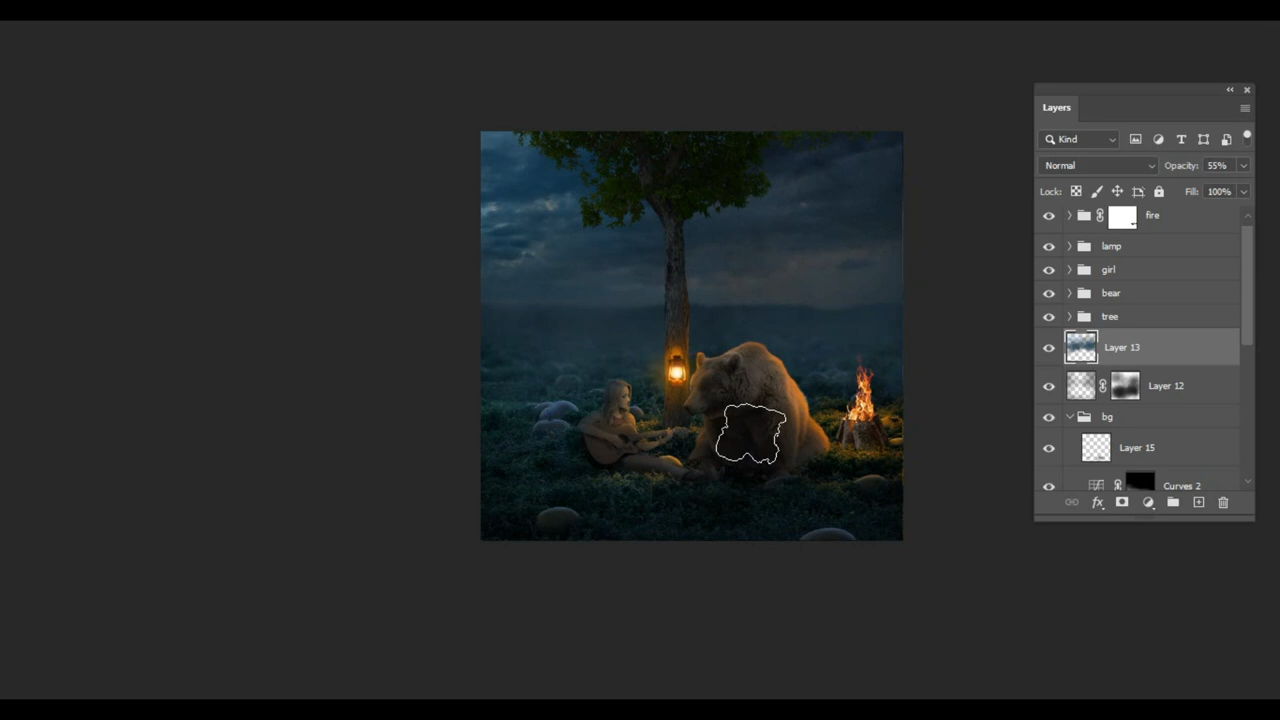 Layers
Kind
Normal Opacity: 55%
Lock: Fill: 100%
fire
lamp
girl
bear
tree
Layer 13
Layer 12
bg
Layer 15
Curves 2
fx